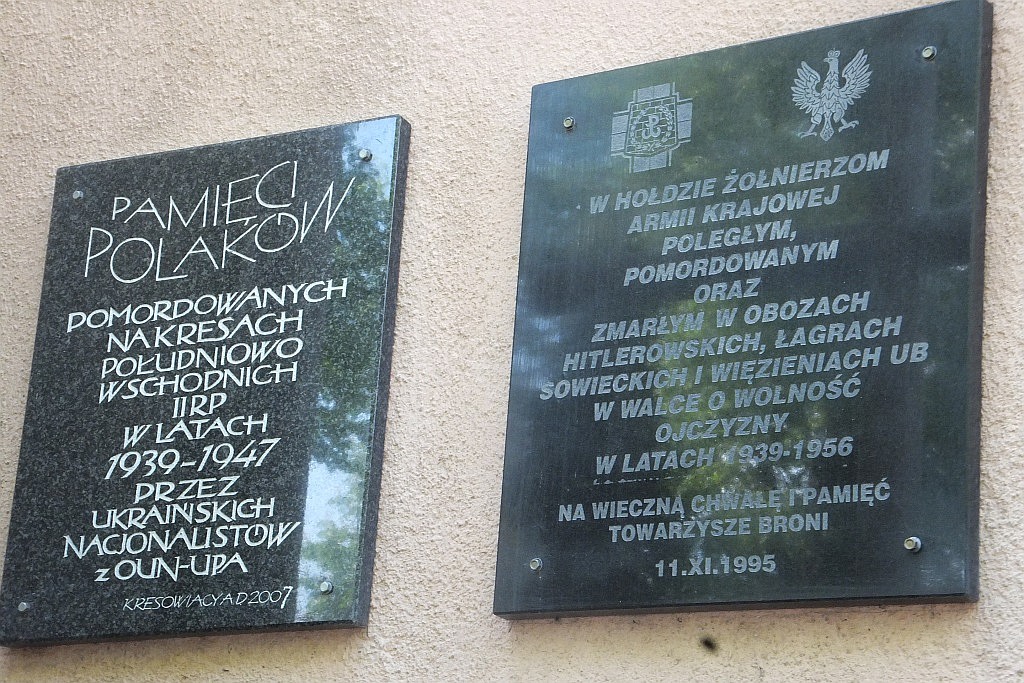 PAMIĘCI
POLAKÓW
POMORDOWANYCH
NA KRESACH
POŁUDNIOWO
WSCHODNICH
II RP
W LATACH
1939-1947
PRZEZ
UKRAIŃSKICH
NACJONALISTÓW
z OUN-UPA
KRESOWIACY A D 2007
W HOŁDZIE ŻOŁNIERZOM
ARMII KRAJOWEJ
POLEGŁYM,
POMORDOWANYM
ORAZ
ZMARŁYM W OBOZACH
HITLEROWSKICH, ŁAGRACH
SOWIECKICH I WIĘZIENIACH UB
W WALCE O WOLNOŚĆ
OJCZYZNY
W LATACH 1939-1956
NA WIECZNĄ CHWAŁĘ I PAMIĘĆ
TOWARZYSZE BRONI
11.XI.1995